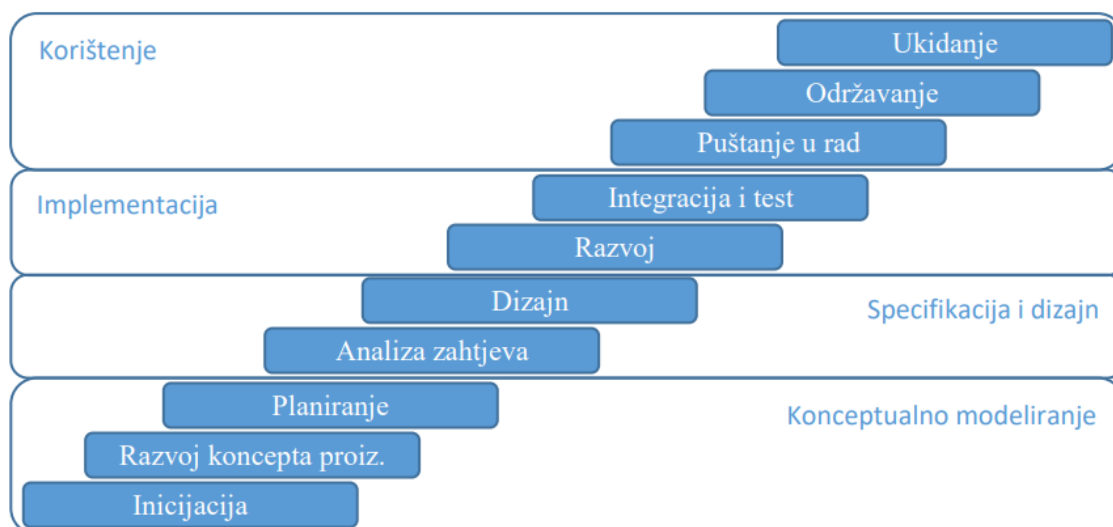 Korištenje
Ukidanje
Održavanje
Puštanje u rad
Implementacija
Integracija i test
Razvoj
Dizajn
Specifikacija i dizajn
Analiza zahtjeva
Planiranje
Konceptualno modeliranje
Razvoj koncepta proiz.
Inicijacija